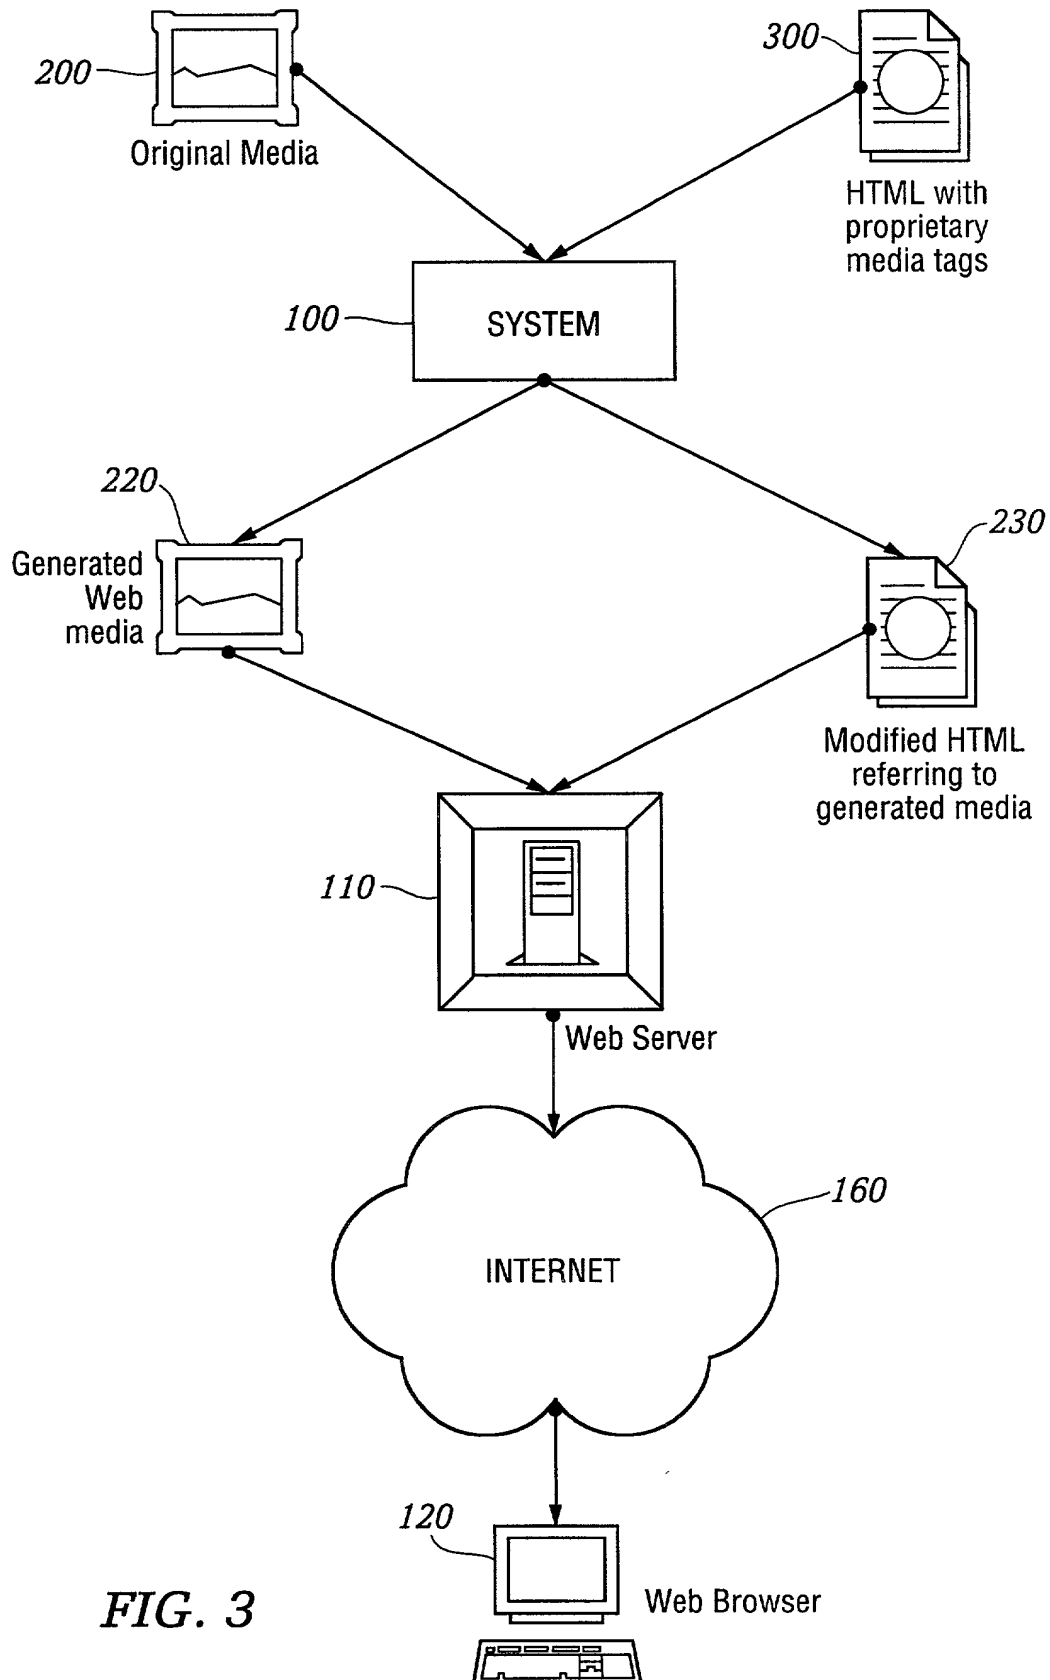 200
Original Media
300
HTML with
proprietary
media tags
100
SYSTEM
220
Generated
Web
media
230
Modified HTML
referring to
generated media
110
Web Server
160
INTERNET
120
Web Browser
FIG. 3